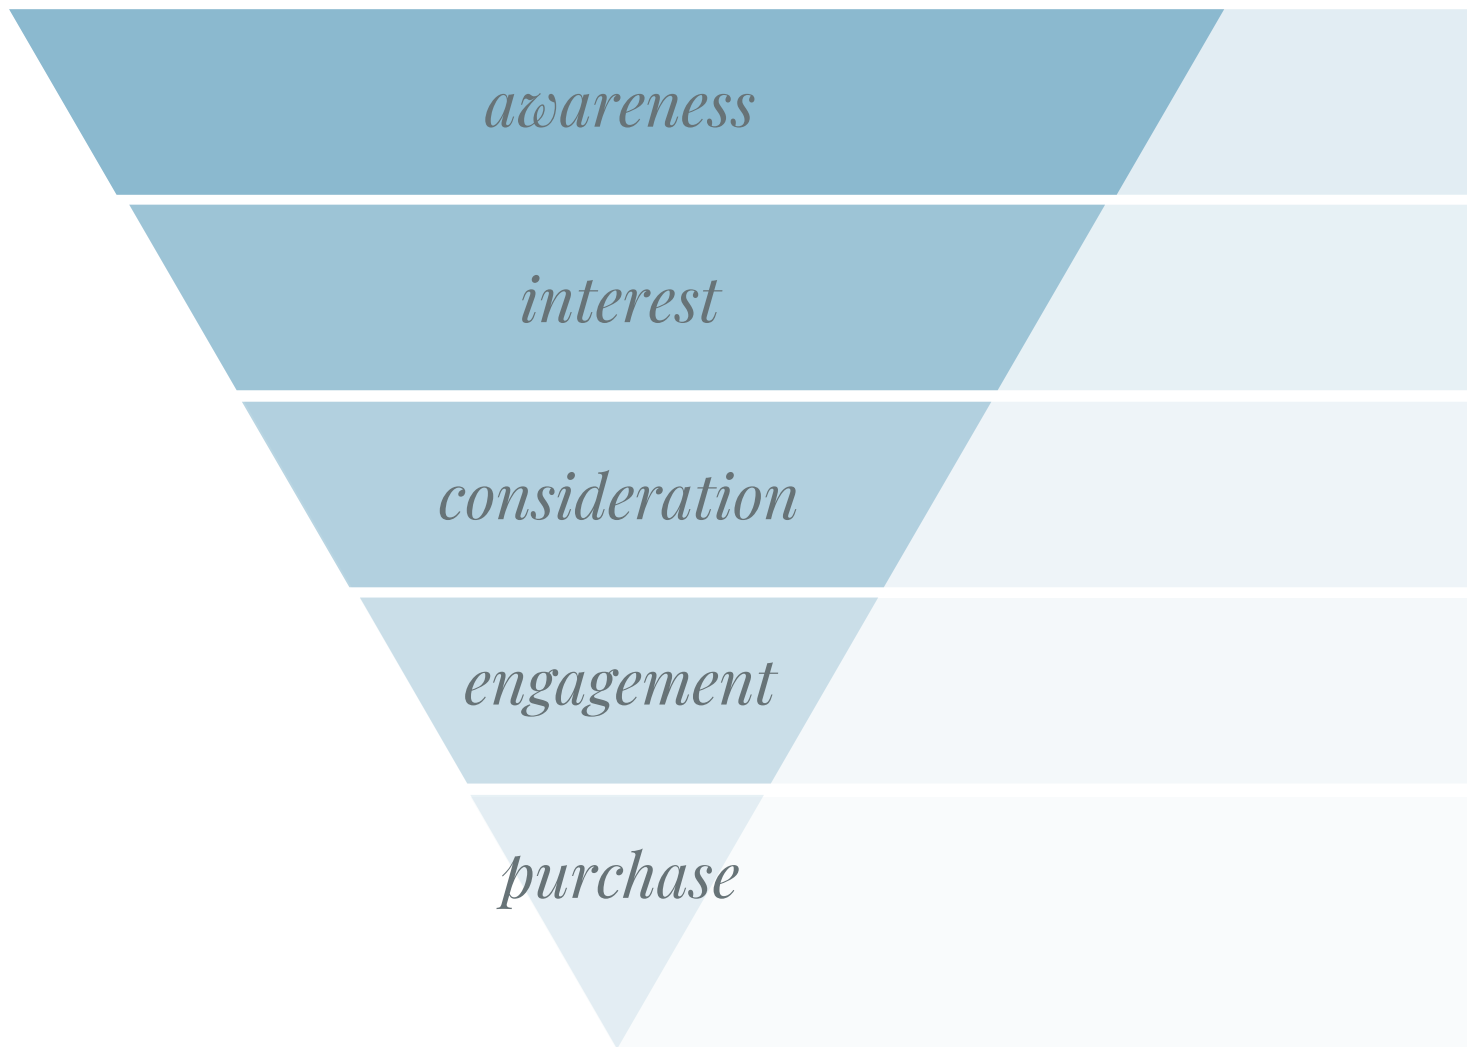 awareness
interest
consideration
engagement
purchase